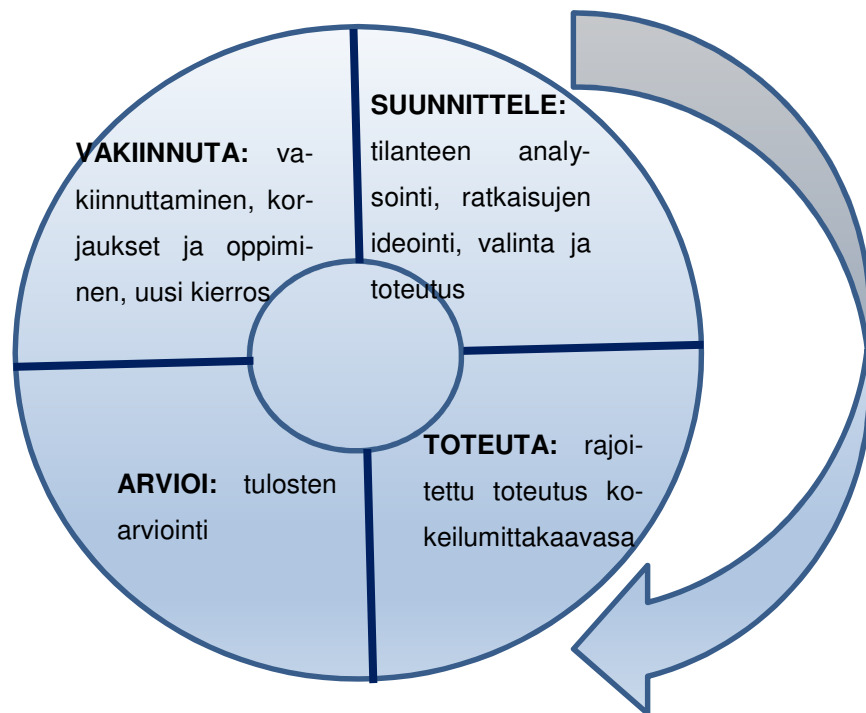 SUUNNITTELE:
tilanteen analy-
sointi, ratkaisujen
ideointi, valinta ja
toteutus
TOTEUTA: rajoi-
tettu toteutus ko-
keilumittakaavasa
ARVIOI: tulosten
arviointi
VAKIINNUTA: va-
kiinnuttaminen, kor-
jaukset ja oppimi-
nen, uusi kierros